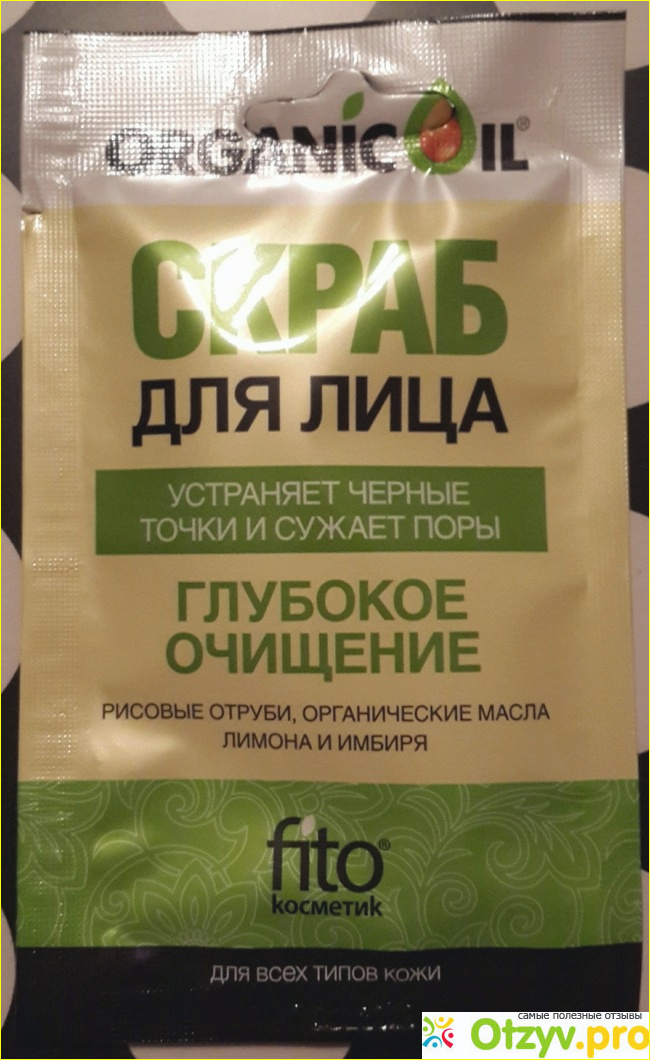 ORGANIC OIL®
СКРАБ
ДЛЯ ЛИЦА
УСТРАНЯЕТ ЧЕРНЫЕ
ТОЧКИ И СУЖАЕТ ПОРЫ
ГЛУБОКОЕ
ОЧИЩЕНИЕ
РИСОВЫЕ ОТРУБИ, ОРГАНИЧЕСКИЕ МАСЛА
ЛИМОНА И ИМБИРЯ
fito®
косметик
ДЛЯ ВСЕХ ТИПОВ КОЖИ
самые полезные отзывы
Otzyv.pro